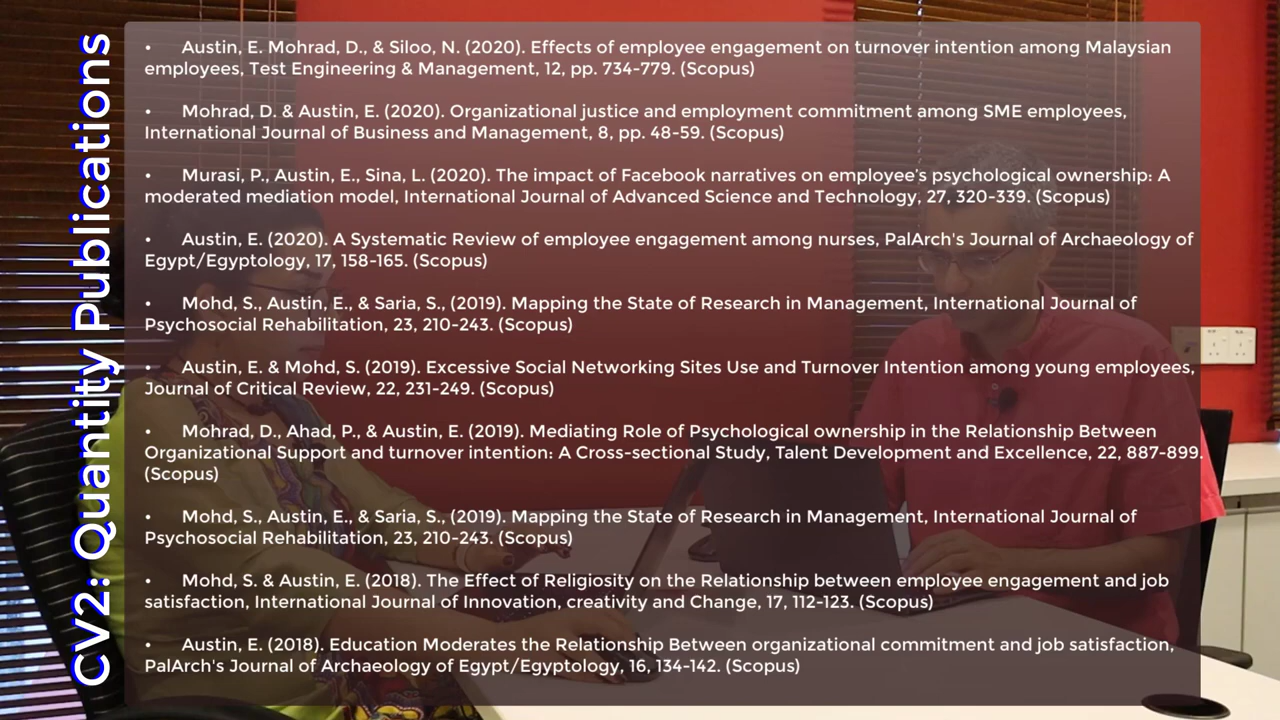 CV2: Quantity Publications
• Austin, E. Mohrad, D., & Siloo, N. (2020). Effects of employee engagement on turnover intention among Malaysian
employees, Test Engineering & Management, 12, pp. 734-779. (Scopus)
• Mohrad, D. & Austin, E. (2020). Organizational justice and employment commitment among SME employees,
International Journal of Business and Management, 8, pp. 48-59. (Scopus)
• Murasi, P., Austin, E., Sina, L. (2020). The impact of Facebook narratives on employee's psychological ownership: A
moderated mediation model, International Journal of Advanced Science and Technology, 27, 320-339. (Scopus)
• Austin, E. (2020). A Systematic Review of employee engagement among nurses, PalArch's Journal of Archaeology of
Egypt/Egyptology, 17, 158-165. (Scopus)
• Mohd, S., Austin, E., & Saria, S., (2019). Mapping the State of Research in Management, International Journal of
Psychosocial Rehabilitation, 23, 210-243. (Scopus)
• Austin, E. & Mohd, S. (2019). Excessive Social Networking Sites Use and Turnover Intention among young employees,
Journal of Critical Review, 22, 231-249. (Scopus)
• Mohrad, D., Ahad, P., & Austin, E. (2019). Mediating Role of Psychological ownership in the Relationship Between
Organizational Support and turnover intention: A Cross-sectional Study, Talent Development and Excellence, 22, 887-899.
(Scopus)
• Mohd, S., Austin, E., & Saria, S., (2019). Mapping the State of Research in Management, International Journal of
Psychosocial Rehabilitation, 23, 210-243. (Scopus)
• Mohd, S. & Austin, E. (2018). The Effect of Religiosity on the Relationship between employee engagement and job
satisfaction, International Journal of Innovation, creativity and Change, 17, 112-123. (Scopus)
• Austin, E. (2018). Education Moderates the Relationship Between organizational commitment and job satisfaction,
PalArch's Journal of Archaeology of Egypt/Egyptology, 16, 134-142. (Scopus)